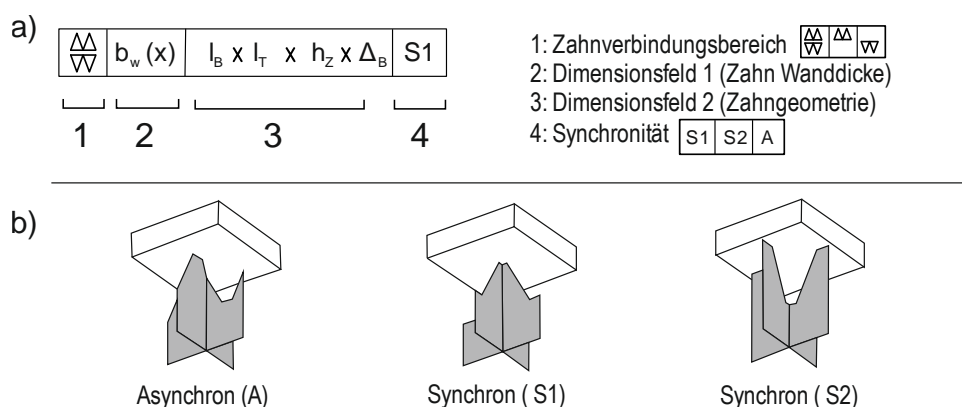 a)
b_w (x) l_B x l_T x h_Z x Δ_B S1
1 2 3 4
1: Zahnverbindungsbereich
2: Dimensionsfeld 1 (Zahn Wanddicke)
3: Dimensionsfeld 2 (Zahngeometrie)
4: Synchronität S1 S2 A
b)
Asynchron (A) Synchron ( S1) Synchron ( S2)